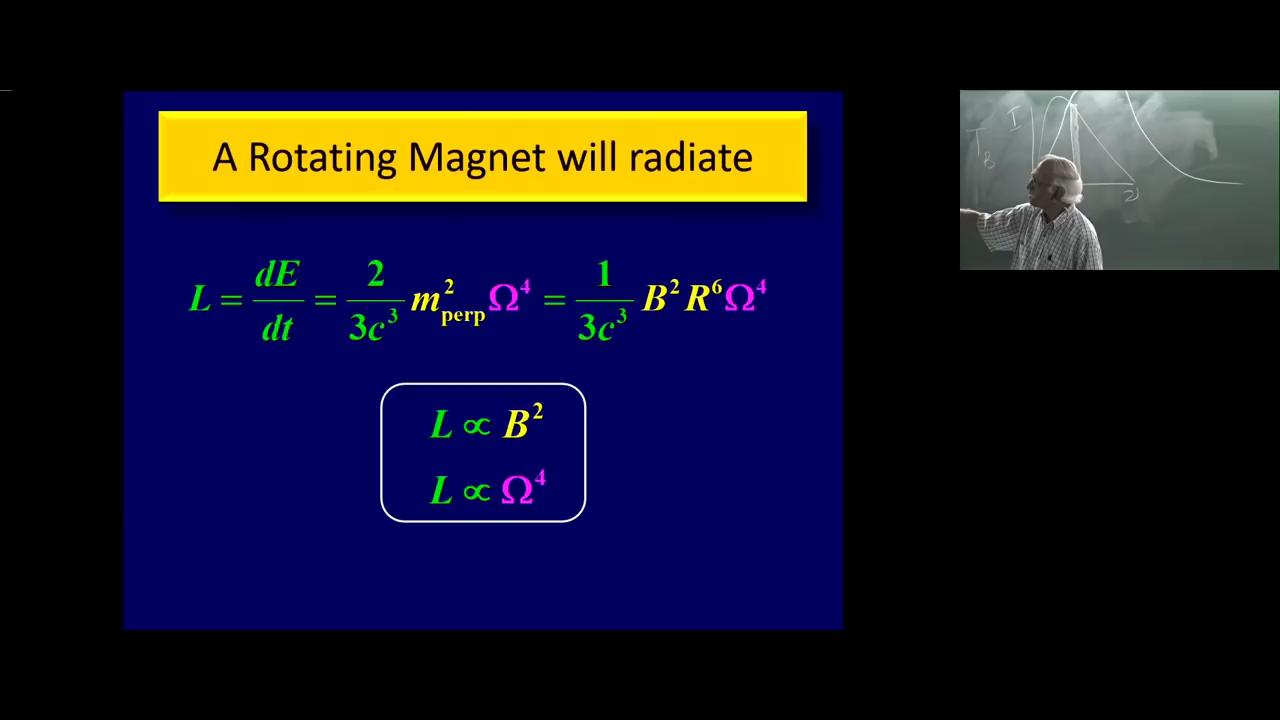 A Rotating Magnet will radiate
L = dE/dt = 2/3c³ m²perp Ω⁴ = 1/3c³ B² R⁶ Ω⁴
L ∝ B²
L ∝ Ω⁴
I
T B
ν